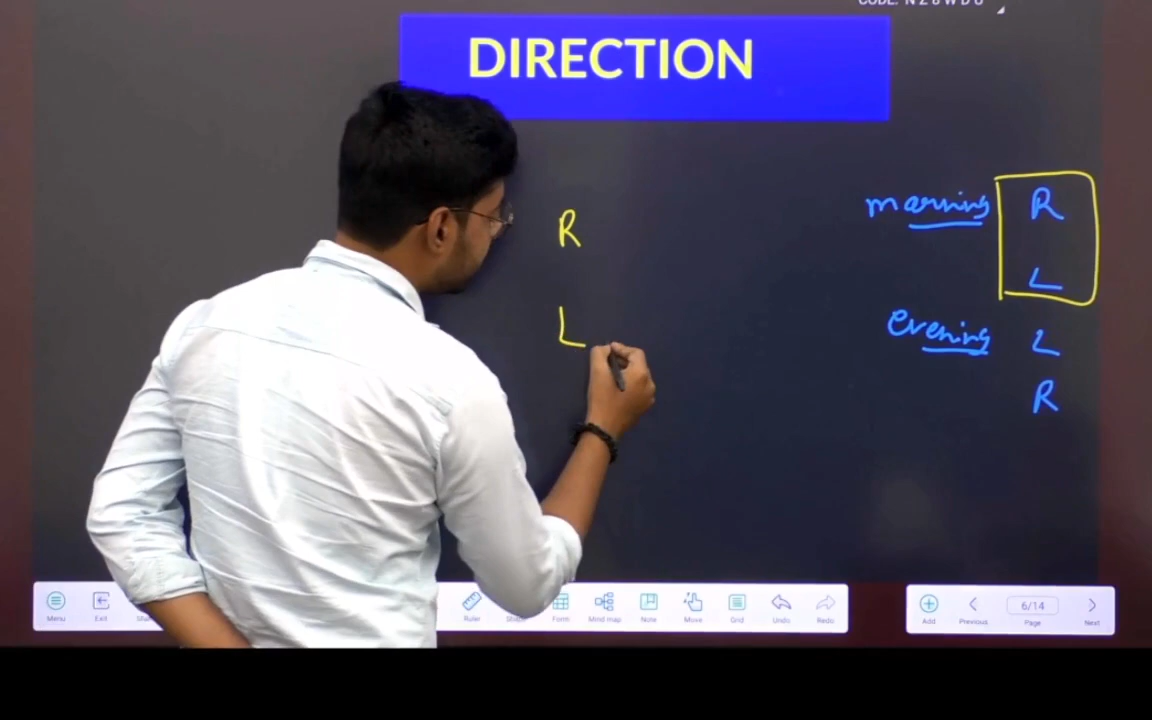 DIRECTION
R
L
marning R
L
evening L
R
Menu Exit Ruler Form Mind map Note Move Grid Undo Redo
Add Previous 6/14 Page Next